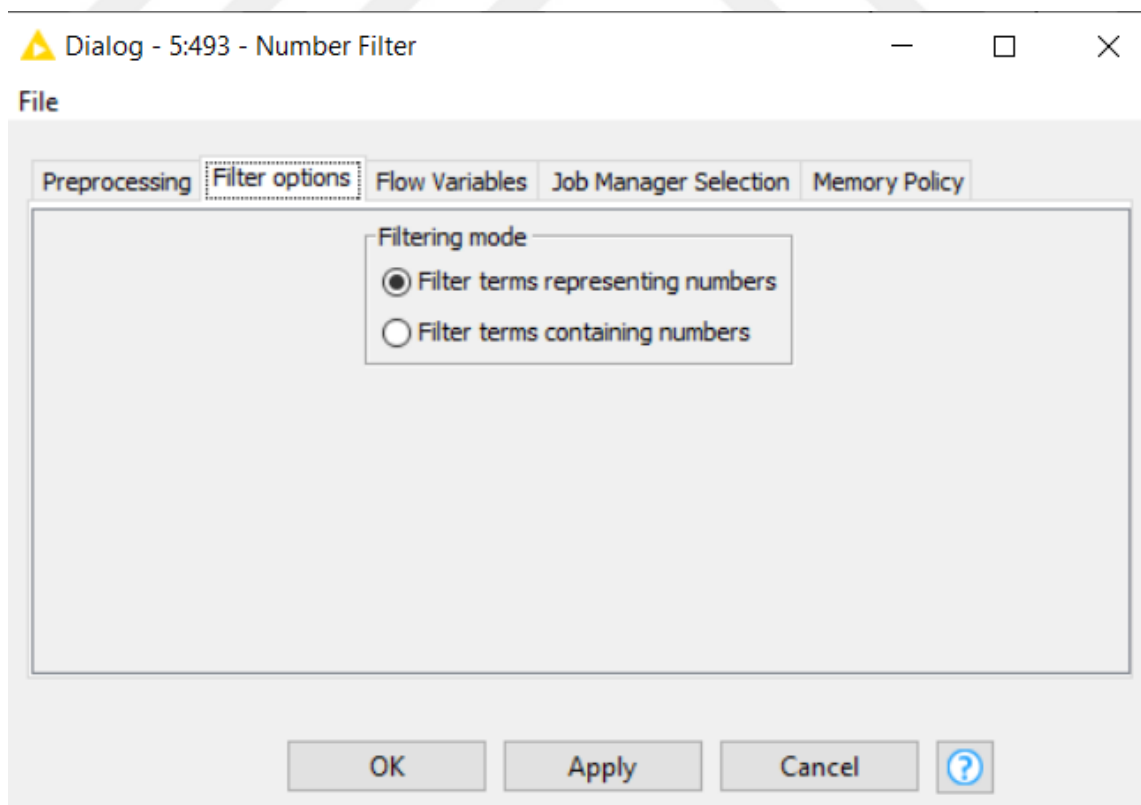 Dialog - 5:493 - Number Filter
File
Preprocessing Filter options Flow Variables Job Manager Selection Memory Policy
Filtering mode
Filter terms representing numbers
Filter terms containing numbers
OK Apply Cancel ?